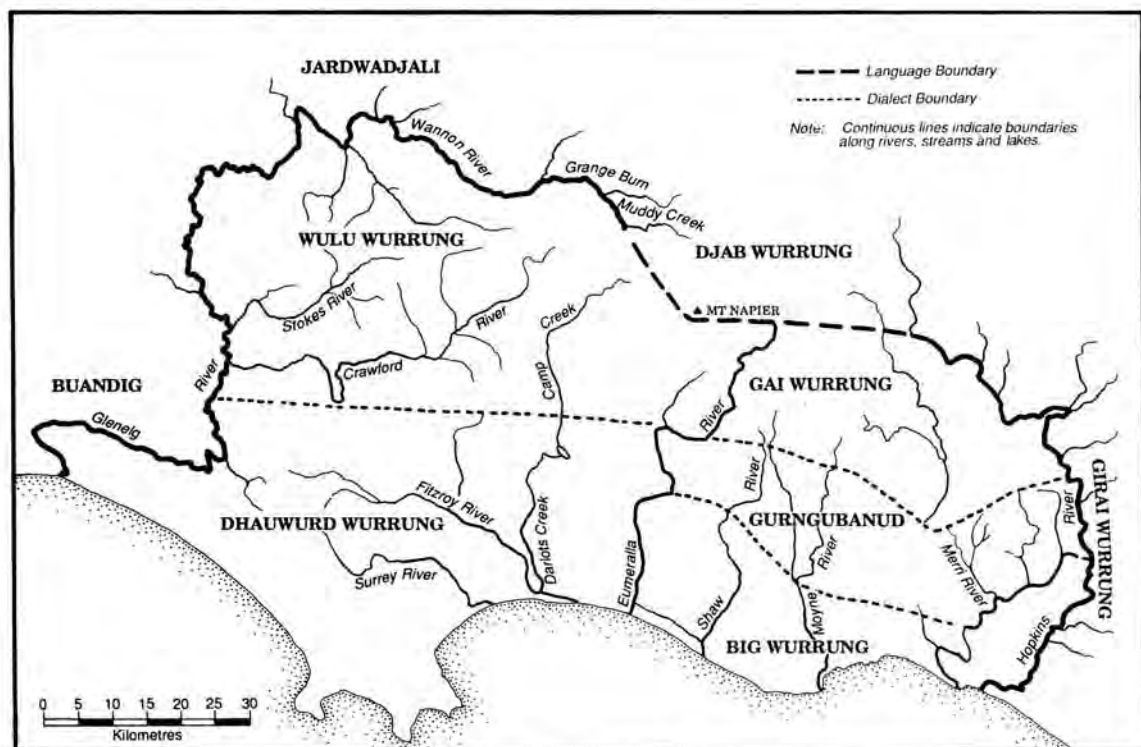 JARDWADJALI
Language Boundary
Dialect Boundary
Note: Continuous lines indicate boundaries
along rivers, streams and lakes.
Wannon River
Grange Burn
Muddy Creek
WULU WURRUNG
DJAB WURRUNG
Stokes River
MT NAPIER
River
Creek
Crawford
Camp
River
BUANDIG
GAI WURRUNG
River
Glenelg
River
GIRAI WURRUNG
River
Fitzroy River
DHAUWURD WURRUNG
GURNGUBANUD
Darlots Creek
Merri River
River
Surrey River
Eumeralla
Shaw
Moyne
Hopkins
BIG WURRUNG
0 5 10 15 20 25 30
Kilometres